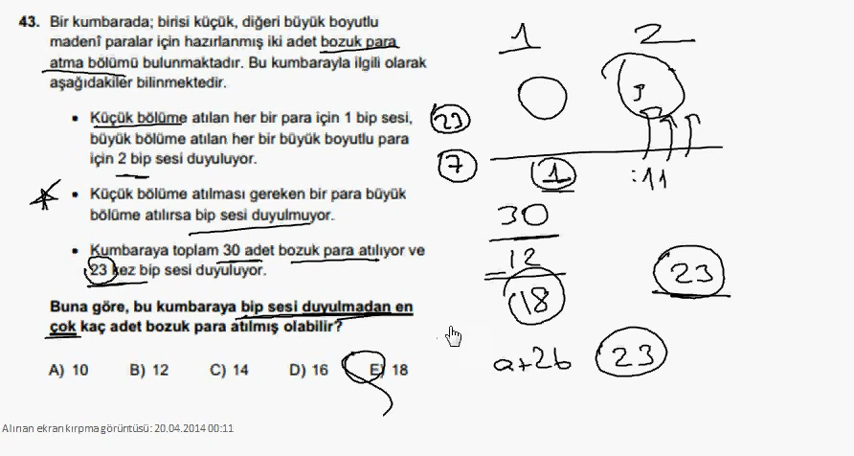 43. Bir kumbarada; birisi küçük, diğeri büyük boyutlu
madenî paralar için hazırlanmış iki adet bozuk para
atma bölümü bulunmaktadır. Bu kumbarayla ilgili olarak
aşağıdakiler bilinmektedir.
• Küçük bölüme atılan her bir para için 1 bip sesi,
büyük bölüme atılan her bir büyük boyutlu para
için 2 bip sesi duyuluyor.
• Küçük bölüme atılması gereken bir para büyük
bölüme atılırsa bip sesi duyulmuyor.
• Kumbaraya toplam 30 adet bozuk para atılıyor ve
23 kez bip sesi duyuluyor.
Buna göre, bu kumbaraya bip sesi duyulmadan en
çok kaç adet bozuk para atılmış olabilir?
A) 10 B) 12 C) 14 D) 16 E) 18
Alınan ekran kırpma görüntüsü: 20.04.2014 00:11
1 2
23
7
1 :11
30
-12
18
23
a+2b 23